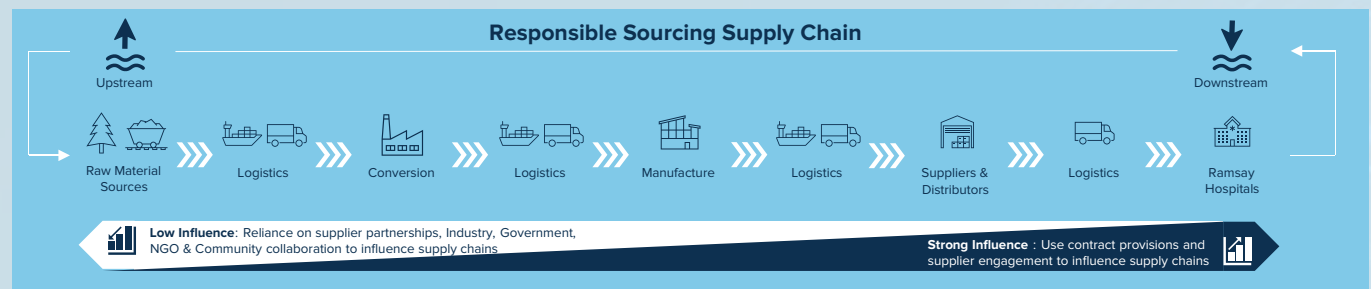 Responsible Sourcing Supply Chain
Upstream
Downstream
Raw Material
Sources
Logistics
Conversion
Logistics
Manufacture
Logistics
Suppliers &
Distributors
Logistics
Ramsay
Hospitals
Low Influence: Reliance on supplier partnerships, Industry, Government,
NGO & Community collaboration to influence supply chains
Strong Influence : Use contract provisions and
supplier engagement to influence supply chains